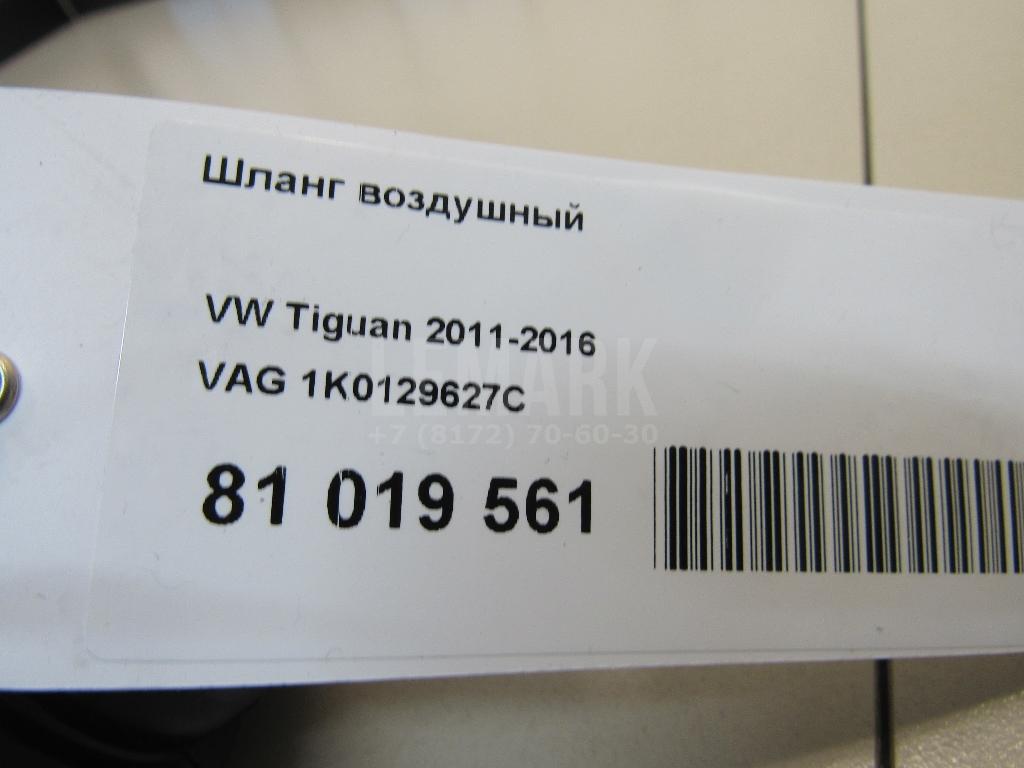 Шланг воздушный
VW Tiguan 2011-2016
LEMARK
VAG 1K0129627C
+7 (8172) 70-60-30
81 019 561